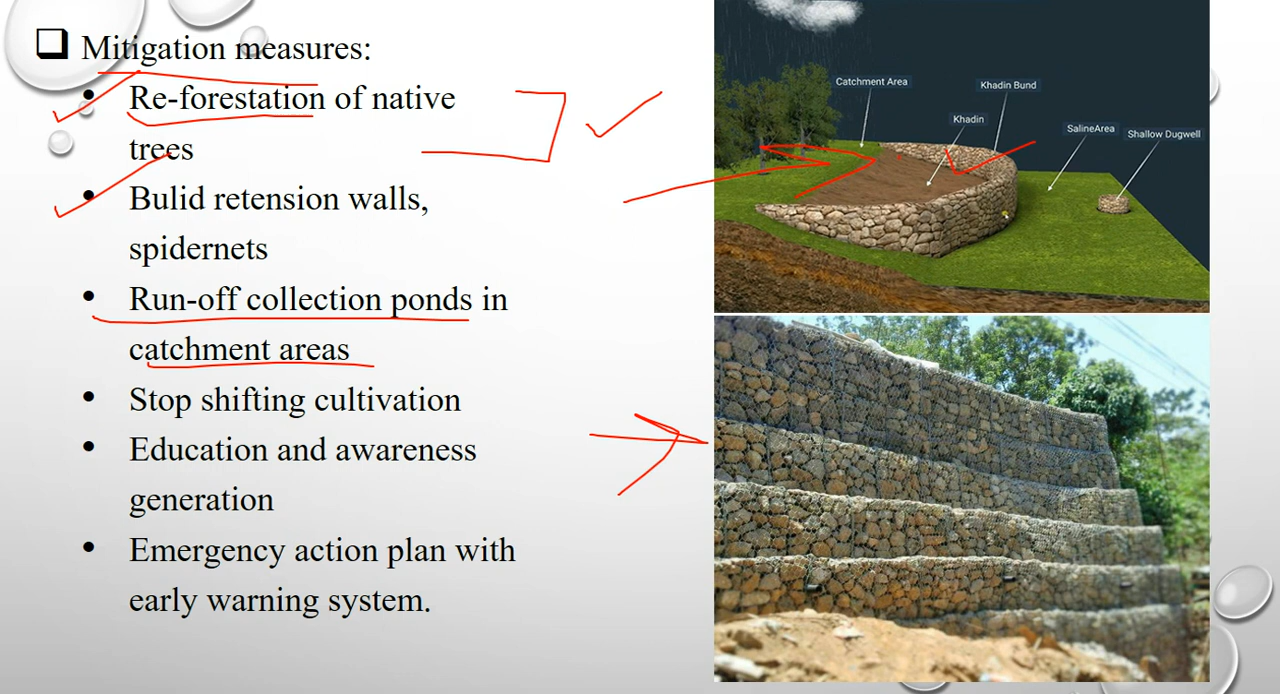 Mitigation measures:
Re-forestation of native
trees
Bulid retension walls,
spidernets
Run-off collection ponds in
catchment areas
Stop shifting cultivation
Education and awareness
generation
Emergency action plan with
early warning system.
Catchment Area
Khadin Bund
Khadin
SalineArea
Shallow Dugwell